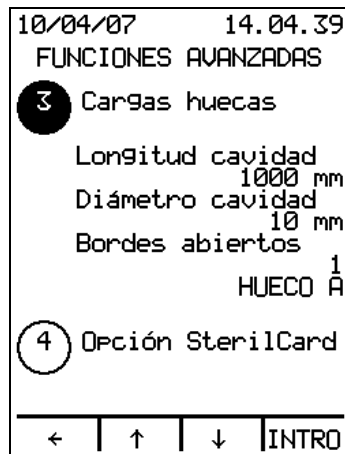 10/04/07 14.04.39
FUNCIONES AVANZADAS
3 Cargas huecas
Longitud cavidad
1000 mm
Diámetro cavidad
10 mm
Bordes abiertos
1
HUECO A
4 Opción SterilCard
← ↑ ↓ INTRO